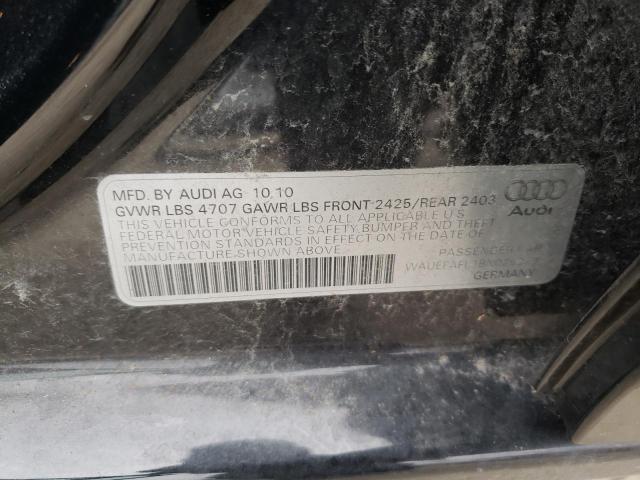 MFD. BY AUDI AG 10.10
GVWR LBS 4707 GAWR LBS FRONT 2425/REAR 2403
THIS VEHICLE CONFORMS TO ALL APPLICABLE U.S.
FEDERAL MOTOR VEHICLE SAFETY, BUMPER AND THEFT
PREVENTION STANDARDS IN EFFECT ON THE DATE OF
MANUFACTURE SHOWN ABOVE
Audi
PASSENGER
GERMANY